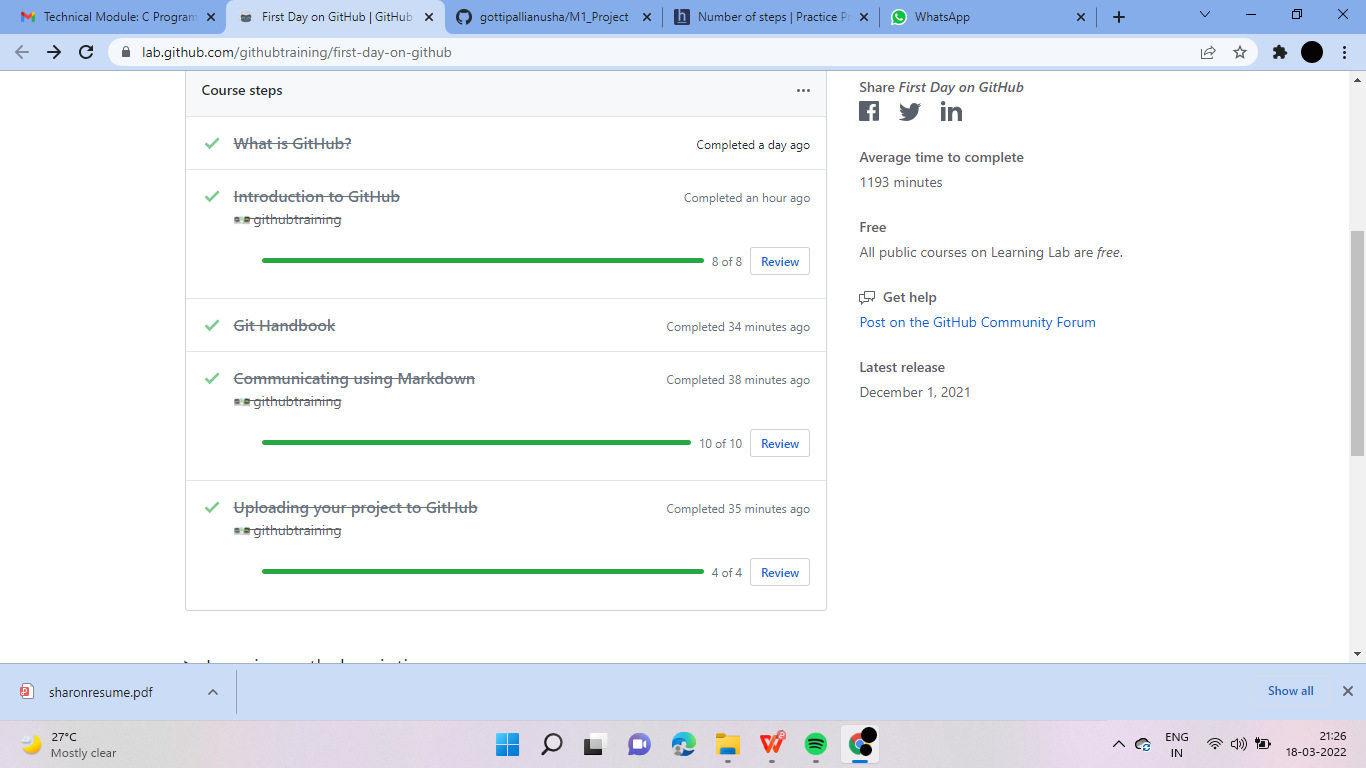 Technical Module: C Program
First Day on GitHub | GitHub
gottipallianusha/M1_Project
Number of steps | Practice P
WhatsApp
lab.github.com/githubtraining/first-day-on-github
Course steps
What is GitHub?
Completed a day ago
Introduction to GitHub
Completed an hour ago
githubtraining
8 of 8
Review
Git Handbook
Completed 34 minutes ago
Communicating using Markdown
Completed 38 minutes ago
githubtraining
10 of 10
Review
Uploading your project to GitHub
Completed 35 minutes ago
githubtraining
4 of 4
Review
Share First Day on GitHub
Average time to complete
1193 minutes
Free
All public courses on Learning Lab are free.
Get help
Post on the GitHub Community Forum
Latest release
December 1, 2021
sharonresume.pdf
Show all
27°C
Mostly clear
ENG
IN
21:26
18-03-2022